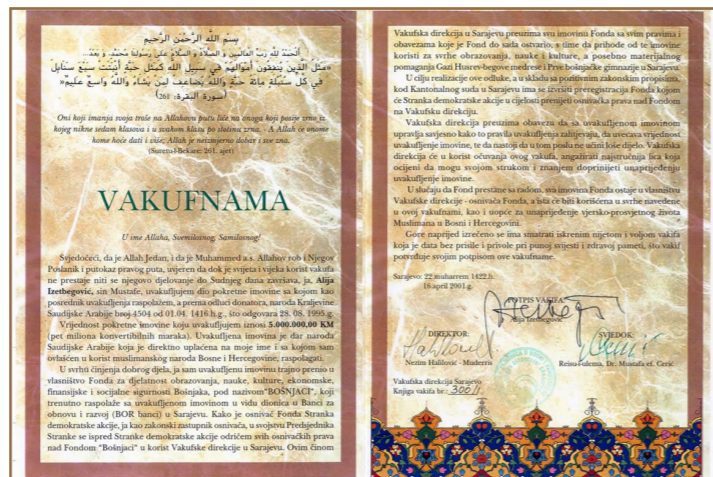 بسم الله الرحمن الرحيم
الحمد لله رب العالمين و الصلاة و السلام على رسولنا محمد، و بعد...
«مثل الذين ينفقون أموالهم في سبيل الله كمثل حبة أنبتت سبع سنابل
في كل سنبلة مائة حبة والله يضاعف لمن يشاء والله واسع عليم»
(سورة البقرة: 261)
Oni koji imanja svoja troše na Allahovu putu liče na onoga koji posije zrno iz
kojeg nikne sedam klasova i u svakom klasu po stotinu zrna. - A Allah će onome
kome hoće dati i više; Allah je neizmjerno dobar i sve zna.
(Suretu-l-Bekare: 261. ajet)
VAKUFNAMA
U ime Allaha, Svemilosnog, Samilosnog!
Svjedočeći, da je Allah Jedan, i da je Muhammed a.s. Allahov rob i Njegov
Poslanik i putokaz pravog puta, uvjeren da dok je svijeta i vijeka korist vakufa
ne prestaje niti se njegovo djelovanje do Sudnjeg dana završava, ja, Alija
Izetbegović, sin Mustafe, uvakufljujem dio pokretne imovine sa kojom kao
posrednik uvakufljenja raspolažem, a prema odluci donatora, naroda Kraljevine
Saudijske Arabije broj 4504 od 01.04. 1416.h.g., što odgovara 28. 08. 1995.g.
Vrijednost pokretne imovine koju uvakufljujem iznosi 5.000.000,00 KM
(pet miliona konvertibilnih maraka). Uvakufljena imovina je dar naroda
Saudijske Arabije koja je direktno uplaćena na moje ime i sa kojom sam
ovlašćen u korist muslimanskog naroda Bosne i Hercegovine, raspolagati.
U svrhu činjenja dobrog djela, ja sam uvakufljenu imovinu trajno prenio u
vlasništvo Fonda za djelatnost obrazovanja, nauke, kulture, ekonomske,
finansijske i socijalne sigurnosti Bošnjaka, pod nazivom"BOŠNJACI", koji
trenutno raspolaže sa uvakufljenom imovinom u vidu dionica u Banci za
obnovu i razvoj (BOR banci) u Sarajevu. Kako je osnivač Fonda Stranka
demokratske akcije, ja kao zakonski zastupnik osnivača, u svojstvu Predsjednika
Stranke se ispred Stranke demokratske akcije odričem svih osnivačkih prava
nad Fondom "Bošnjaci" u korist Vakufske direkcije u Sarajevu. Ovim činom
Vakufska direkcija u Sarajevu preuzima svu imovinu Fonda sa svim pravima i
obavezama koje je Fond do sada ostvario, s time da prihode od te imovine
koristi za svrhe obrazovanja, nauke i kulture, a posebno materijalnog
pomaganja Gazi Husrev-begove medrese i Prve bošnjačke gimnazije u Sarajevu.
U cilju realizacije ove odluke, a u skladu sa pozitivnim zakonskim propisima,
kod Kantonalnog suda u Sarajevu ima se izvršiti preregistracija Fonda kojom
će Stranka demokratske akcije u cijelosti prenijeti osnivačka prava nad Fondom
na Vakufsku direkciju.
Vakufska direkcija preuzima obavezu da sa uvakufljenom imovinom
upravlja savjesno kako to pravila uvakufljenja zahtjevaju, da uvećava vrijednost
uvakufljenje imovine, te da nastoji da u tom poslu ne učini loše djelo. Vakufska
direkcija će u korist očuvanja ovog vakufa, angažirati najstručnija lica koja
ocijeni da mogu svojom strukom i znanjem doprinijeti unapređenju
uvakufljenje imovine.
U slučaju da Fond prestane sa radom, sva imovina Fonda ostaje u vlasništvu
Vakufske direkcije - osnivača Fonda, a ista će biti korišćena u svrhe navedene
u ovoj vakufnami, kao i uopće za unapređenje vjersko-prosvjetnog života
Muslimana u Bosni i Hercegovini.
Gore naprijed izrečeno se ima smatrati iskrenim nijetom i voljom vakifa
koja je data bez prisile i privole pri punoj svijesti i zdravoj pameti, što vakif
potvrđuje svojim potpisom ove vakufname.
Sarajevo: 22 muharrem 1422.h.
16.april 2001.g.
POTPIS VAKIFA:
Alija Izetbegović
DIREKTOR:
SVJEDOK:
Nezim Halilović - Muderris
Reisu-l-ulema, Dr. Mustafa ef. Cerić
Vakufska direkcija Sarajevo
Knjiga vakifa br.: 300/1